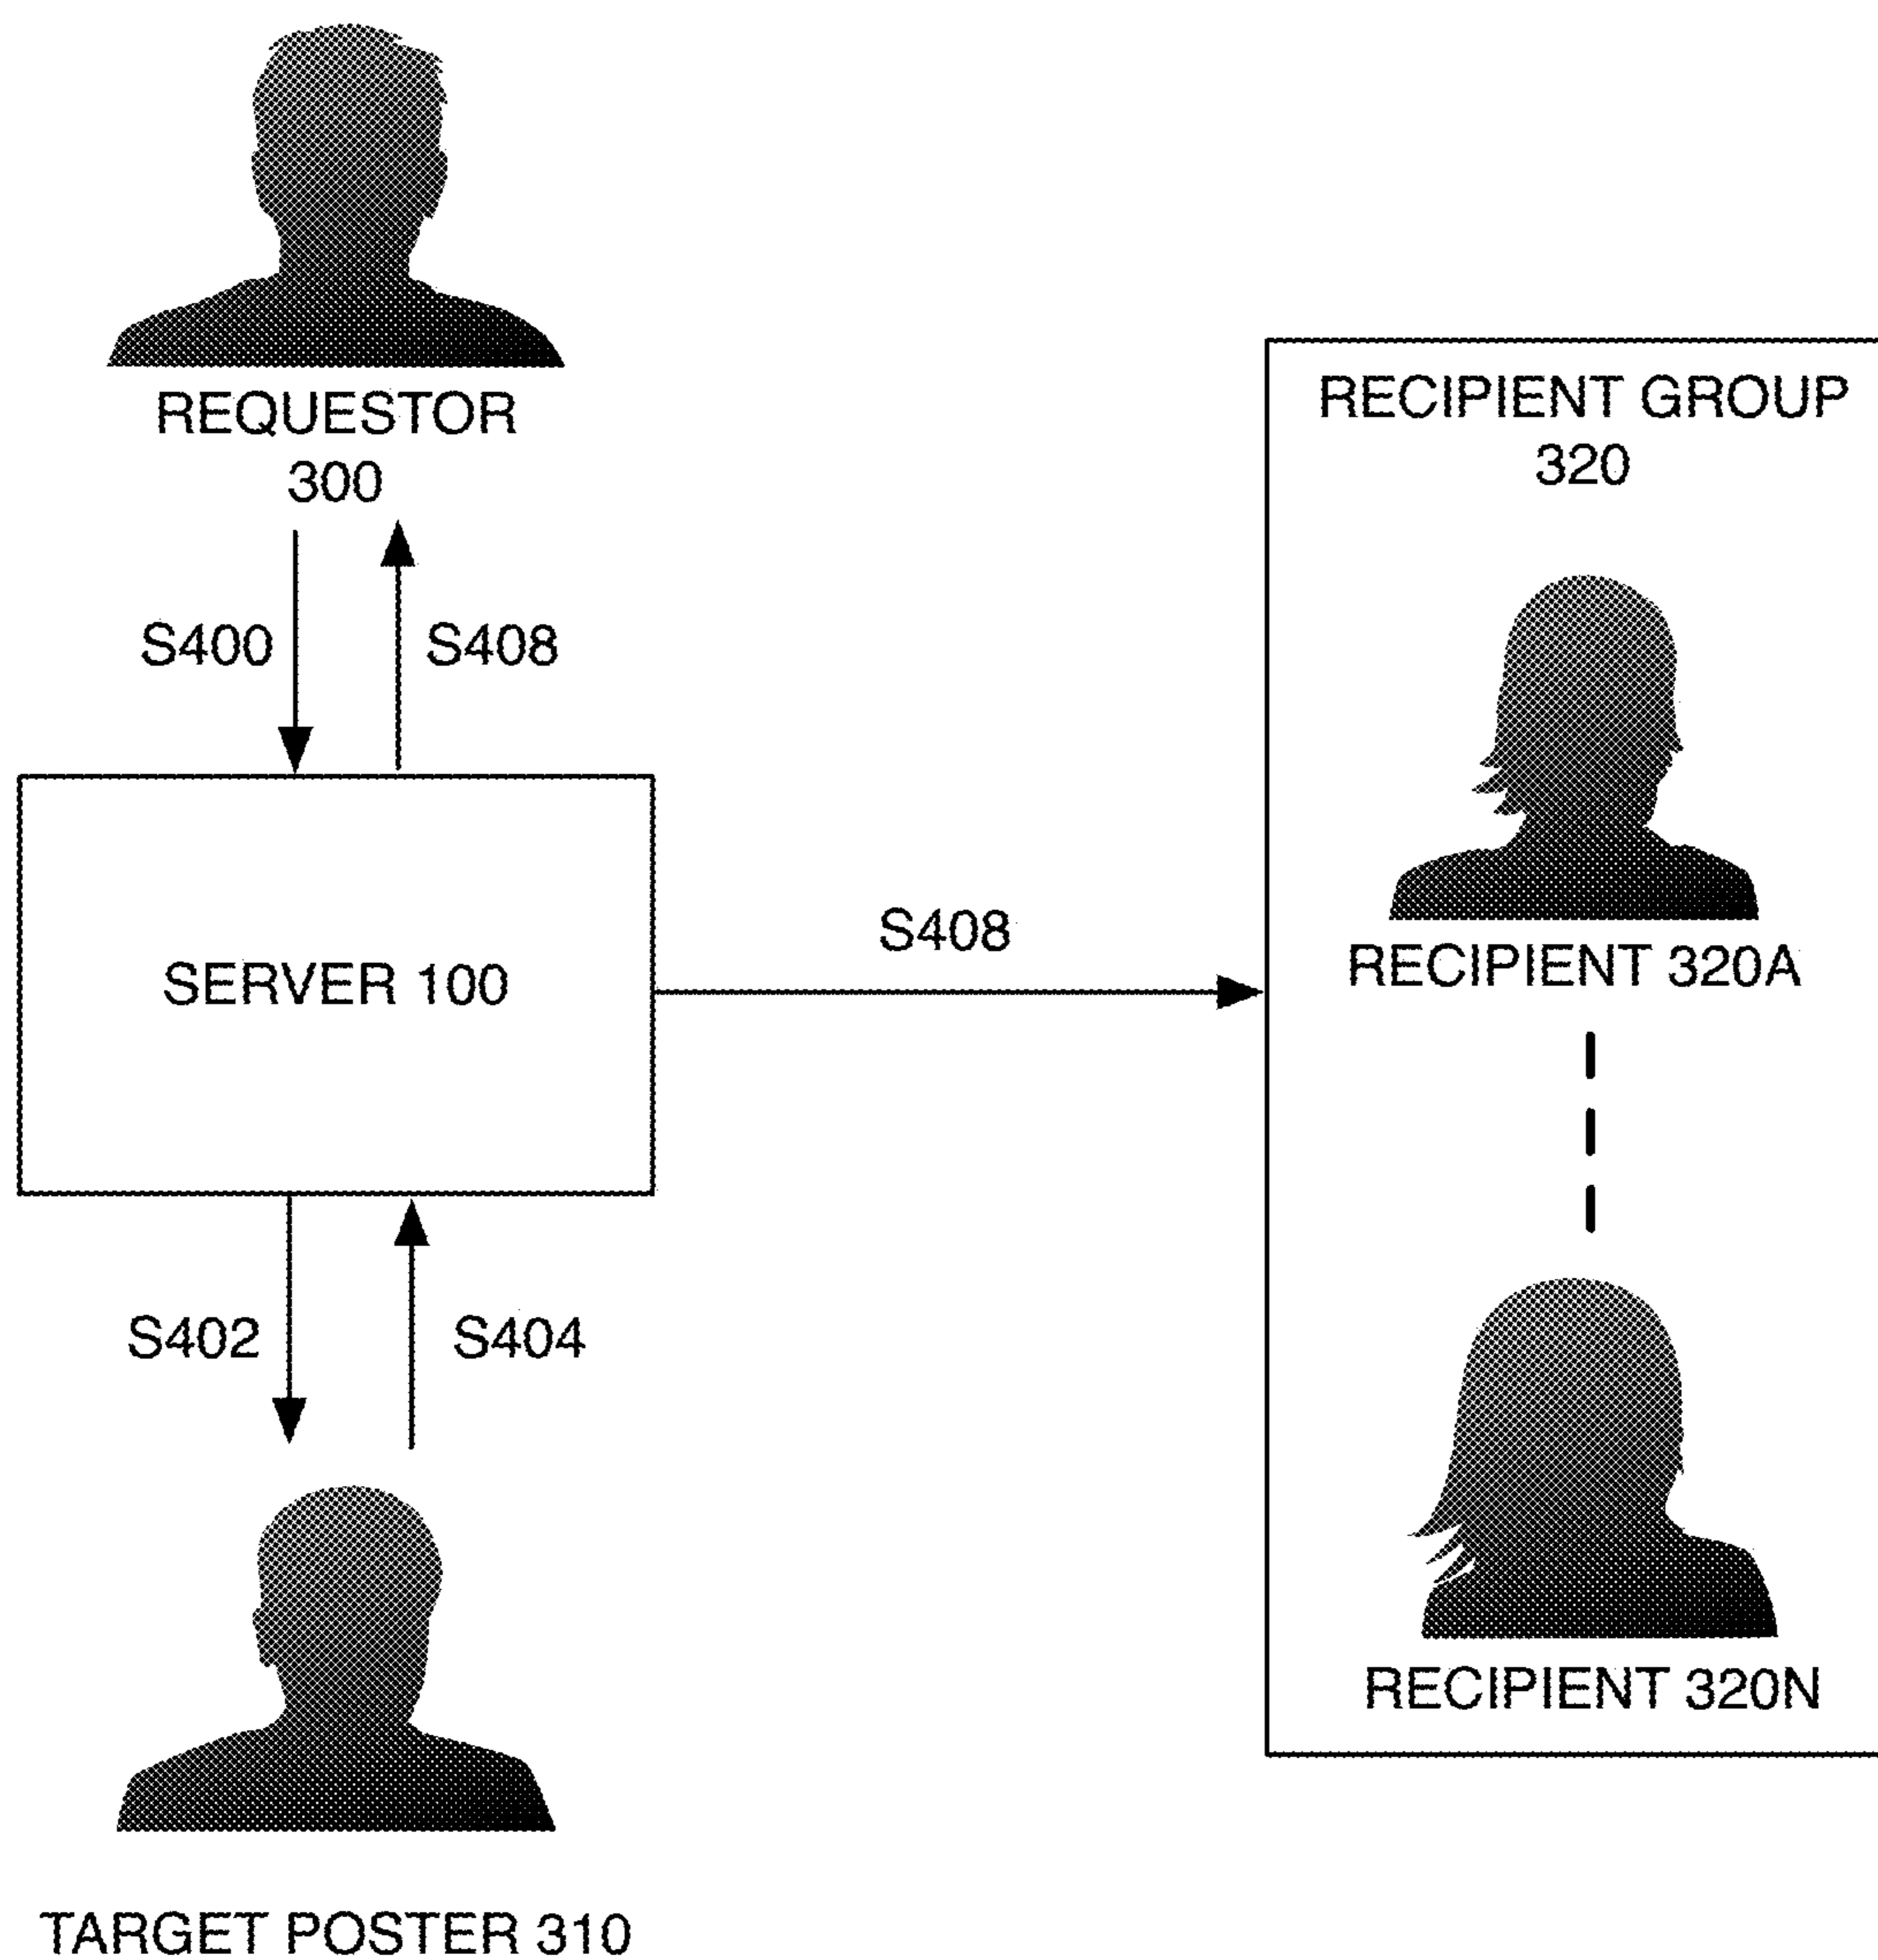 REQUESTOR
300
S400
S408
SERVER 100
S402
S404
TARGET POSTER 310
S408
RECIPIENT GROUP
320
RECIPIENT 320A
RECIPIENT 320N